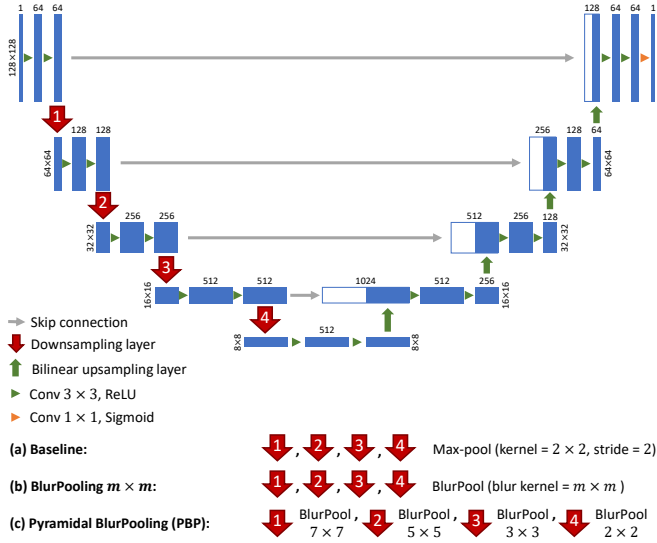 1 64 64
128 64 64 1
128×128
1
128 128
256 128 64
64×64
64×64
2
256 256
512 256 128
32×32
32×32
3
512 512
1024 512 256
16×16
16×16
4
512
8×8
8×8
Skip connection
Downsampling layer
Bilinear upsampling layer
Conv 3 × 3, ReLU
Conv 1 × 1, Sigmoid
(a) Baseline: 1 , 2 , 3 , 4 Max-pool (kernel = 2 × 2, stride = 2)
(b) BlurPooling m × m: 1 , 2 , 3 , 4 BlurPool (blur kernel = m × m )
(c) Pyramidal BlurPooling (PBP): 1 BlurPool 7 × 7 , 2 BlurPool 5 × 5 , 3 BlurPool 3 × 3 , 4 BlurPool 2 × 2